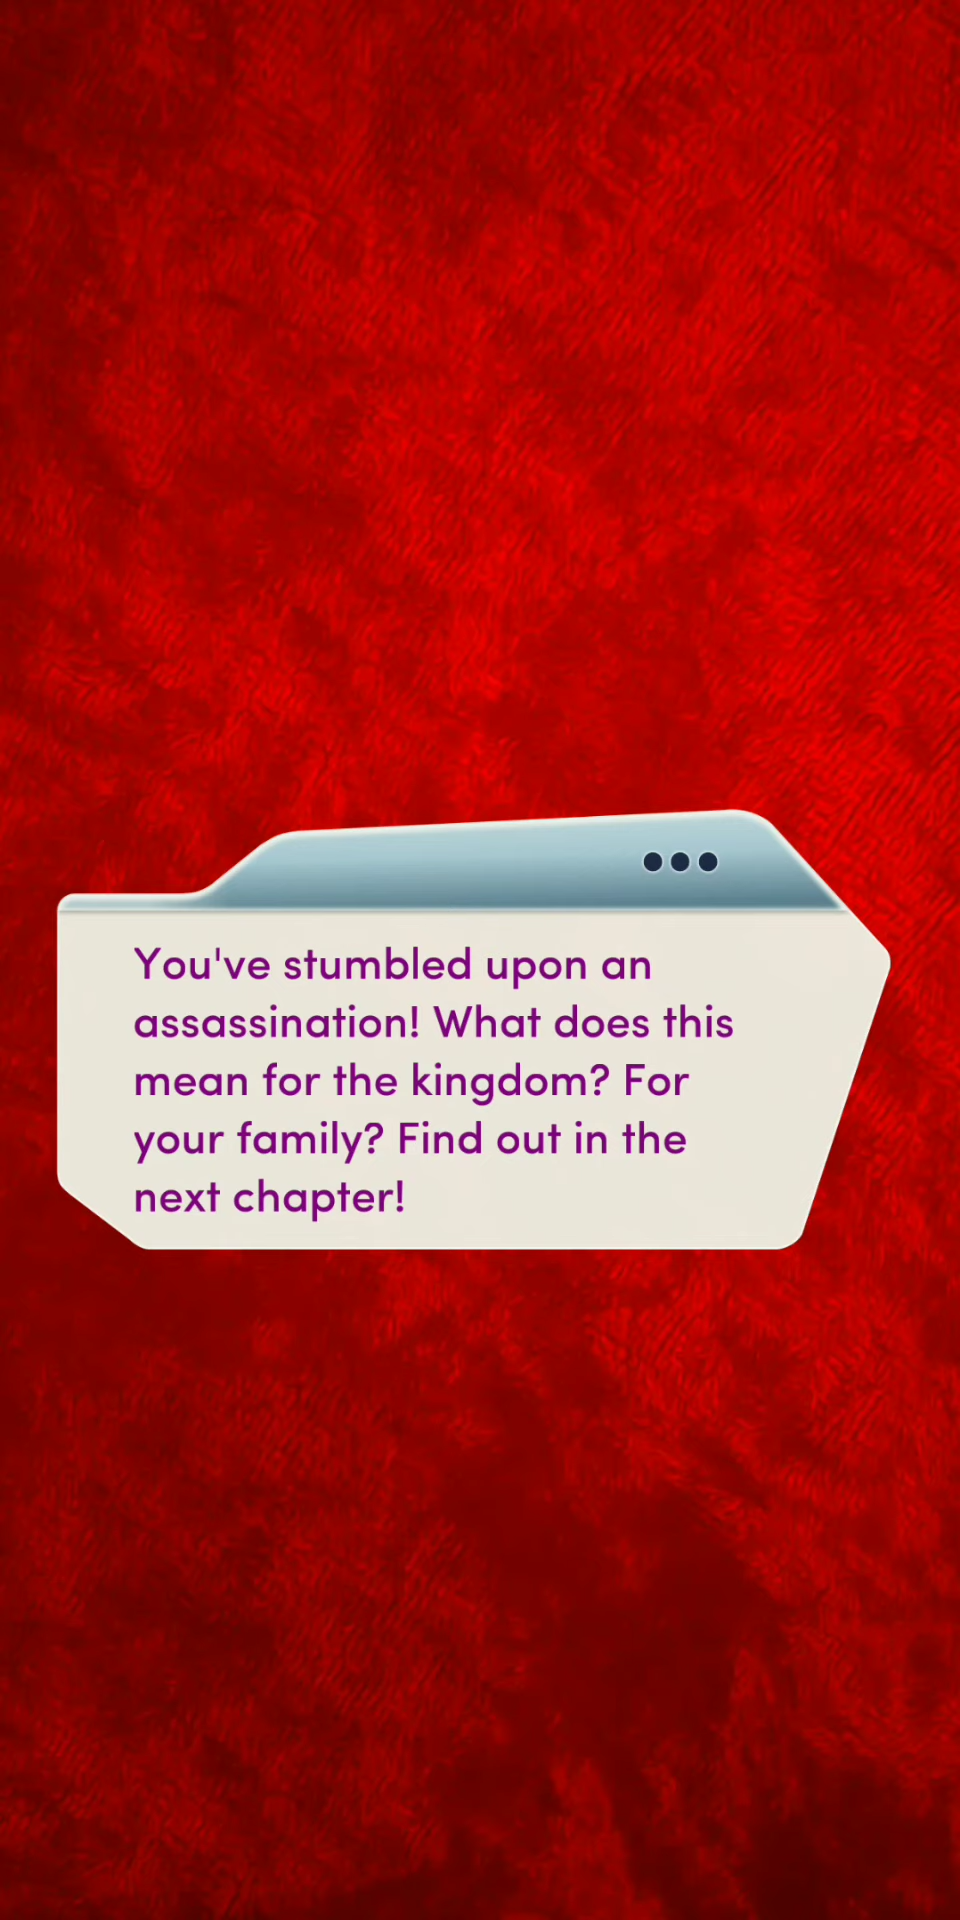 You've stumbled upon an
assassination! What does this
mean for the kingdom? For
your family? Find out in the
next chapter!